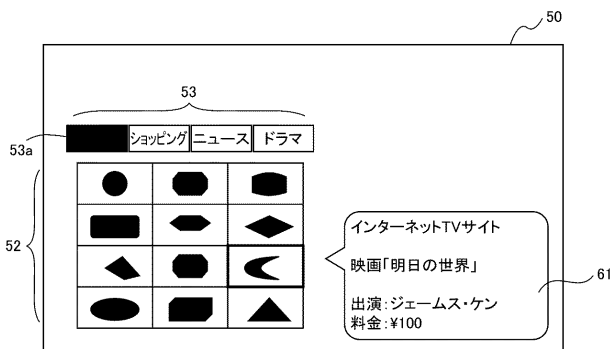 50
53
53a
ショッピング ニュース ドラマ
52
インターネットTVサイト
映画「明日の世界」
出演:ジェームス・ケン
料金:¥100
61